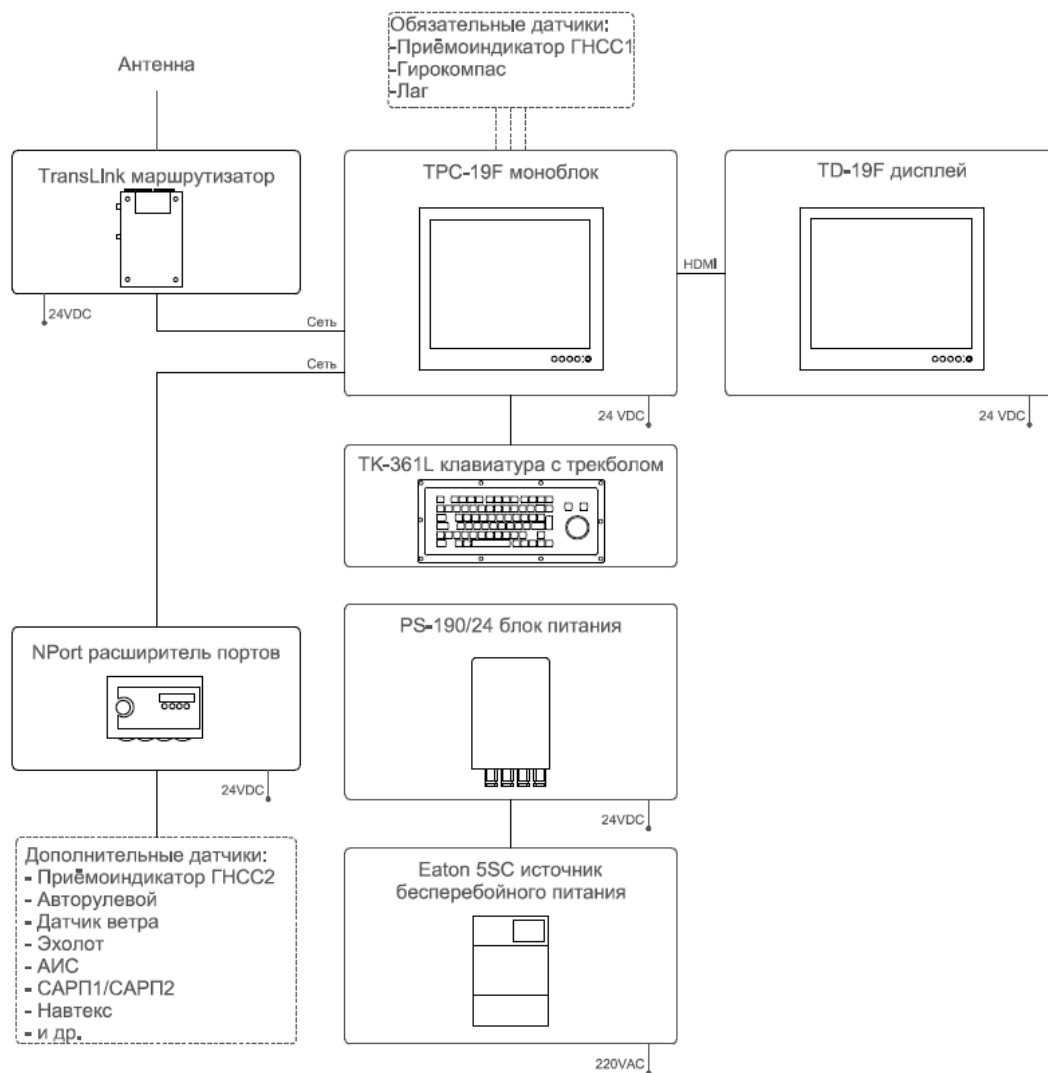 Обязательные датчики:
-Приёмоиндикатор ГНСС1
-Гирокомпас
-Лаг
Антенна
TransLInk маршрутизатор
24VDC
TPC-19F моноблок
24 VDC
HDMI
TD-19F дисплей
24 VDC
Сеть
Сеть
TK-361L клавиатура с трекболом
NPort расширитель портов
24VDC
PS-190/24 блок питания
24VDC
Дополнительные датчики:
- Приёмоиндикатор ГНСС2
- Авторулевой
- Датчик ветра
- Эхолот
- АИС
- САРП1/САРП2
- Навтекс
- и др.
Eaton 5SC источник
бесперебойного питания
220VAC